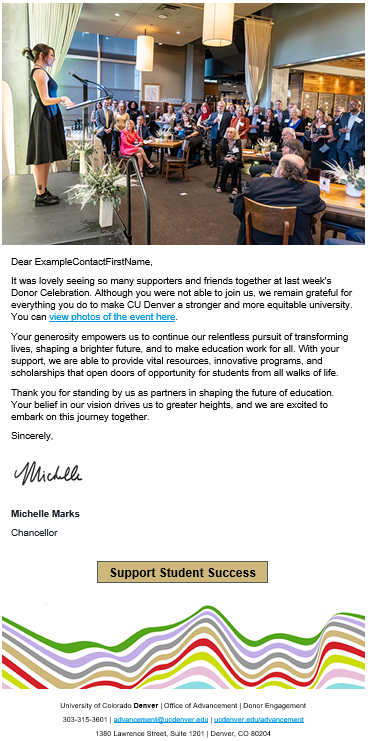 Dear ExampleContactFirstName,
It was lovely seeing so many supporters and friends together at last week's
Donor Celebration. Although you were not able to join us, we remain grateful for
everything you do to make CU Denver a stronger and more equitable university.
You can view photos of the event here.
Your generosity empowers us to continue our relentless pursuit of transforming
lives, shaping a brighter future, and to make education work for all. With your
support, we are able to provide vital resources, innovative programs, and
scholarships that open doors of opportunity for students from all walks of life.
Thank you for standing by us as partners in shaping the future of education.
Your belief in our vision drives us to greater heights, and we are excited to
embark on this journey together.
Sincerely,
Michelle
Michelle Marks
Chancellor
Support Student Success
University of Colorado Denver | Office of Advancement | Donor Engagement
303-315-3601 | advancement@ucdenver.edu | ucdenver.edu/advancement
1380 Lawrence Street, Suite 1201 | Denver, CO 80204